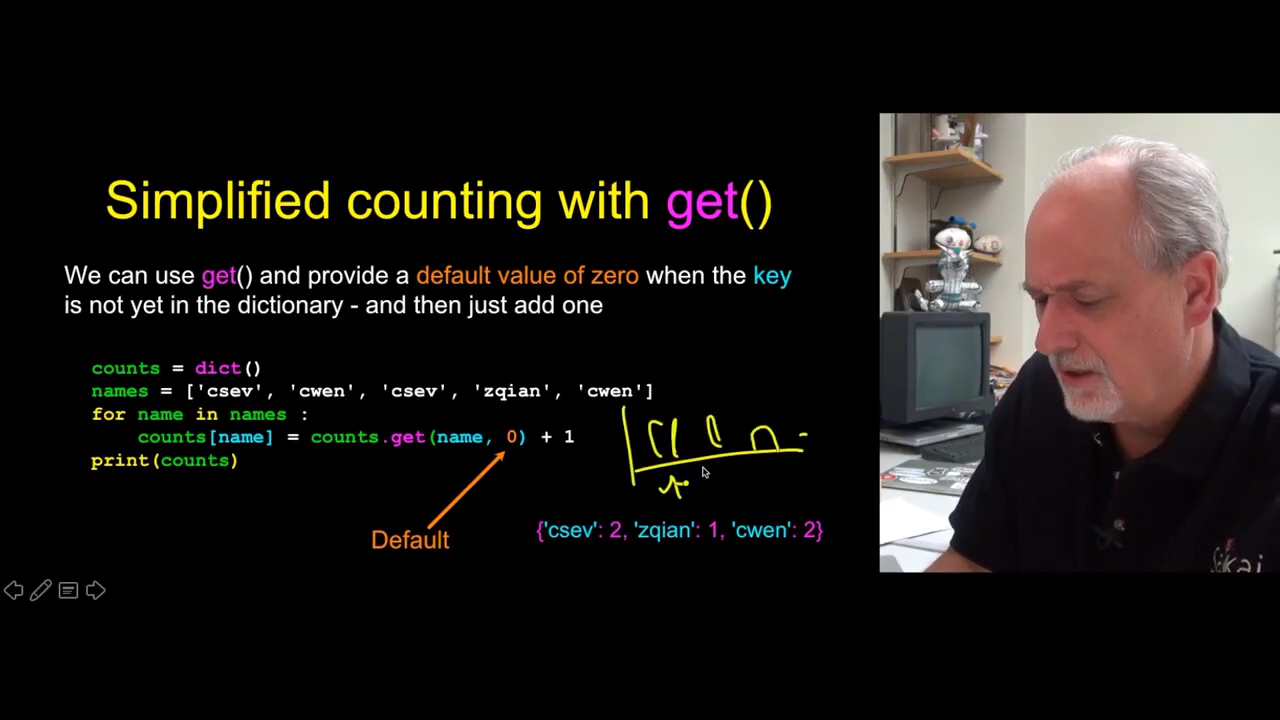 Simplified counting with get()
We can use get() and provide a default value of zero when the key
is not yet in the dictionary - and then just add one
counts = dict()
names = ['csev', 'cwen', 'csev', 'zqian', 'cwen']
for name in names :
    counts[name] = counts.get(name, 0) + 1
print(counts)
Default
{'csev': 2, 'zqian': 1, 'cwen': 2}